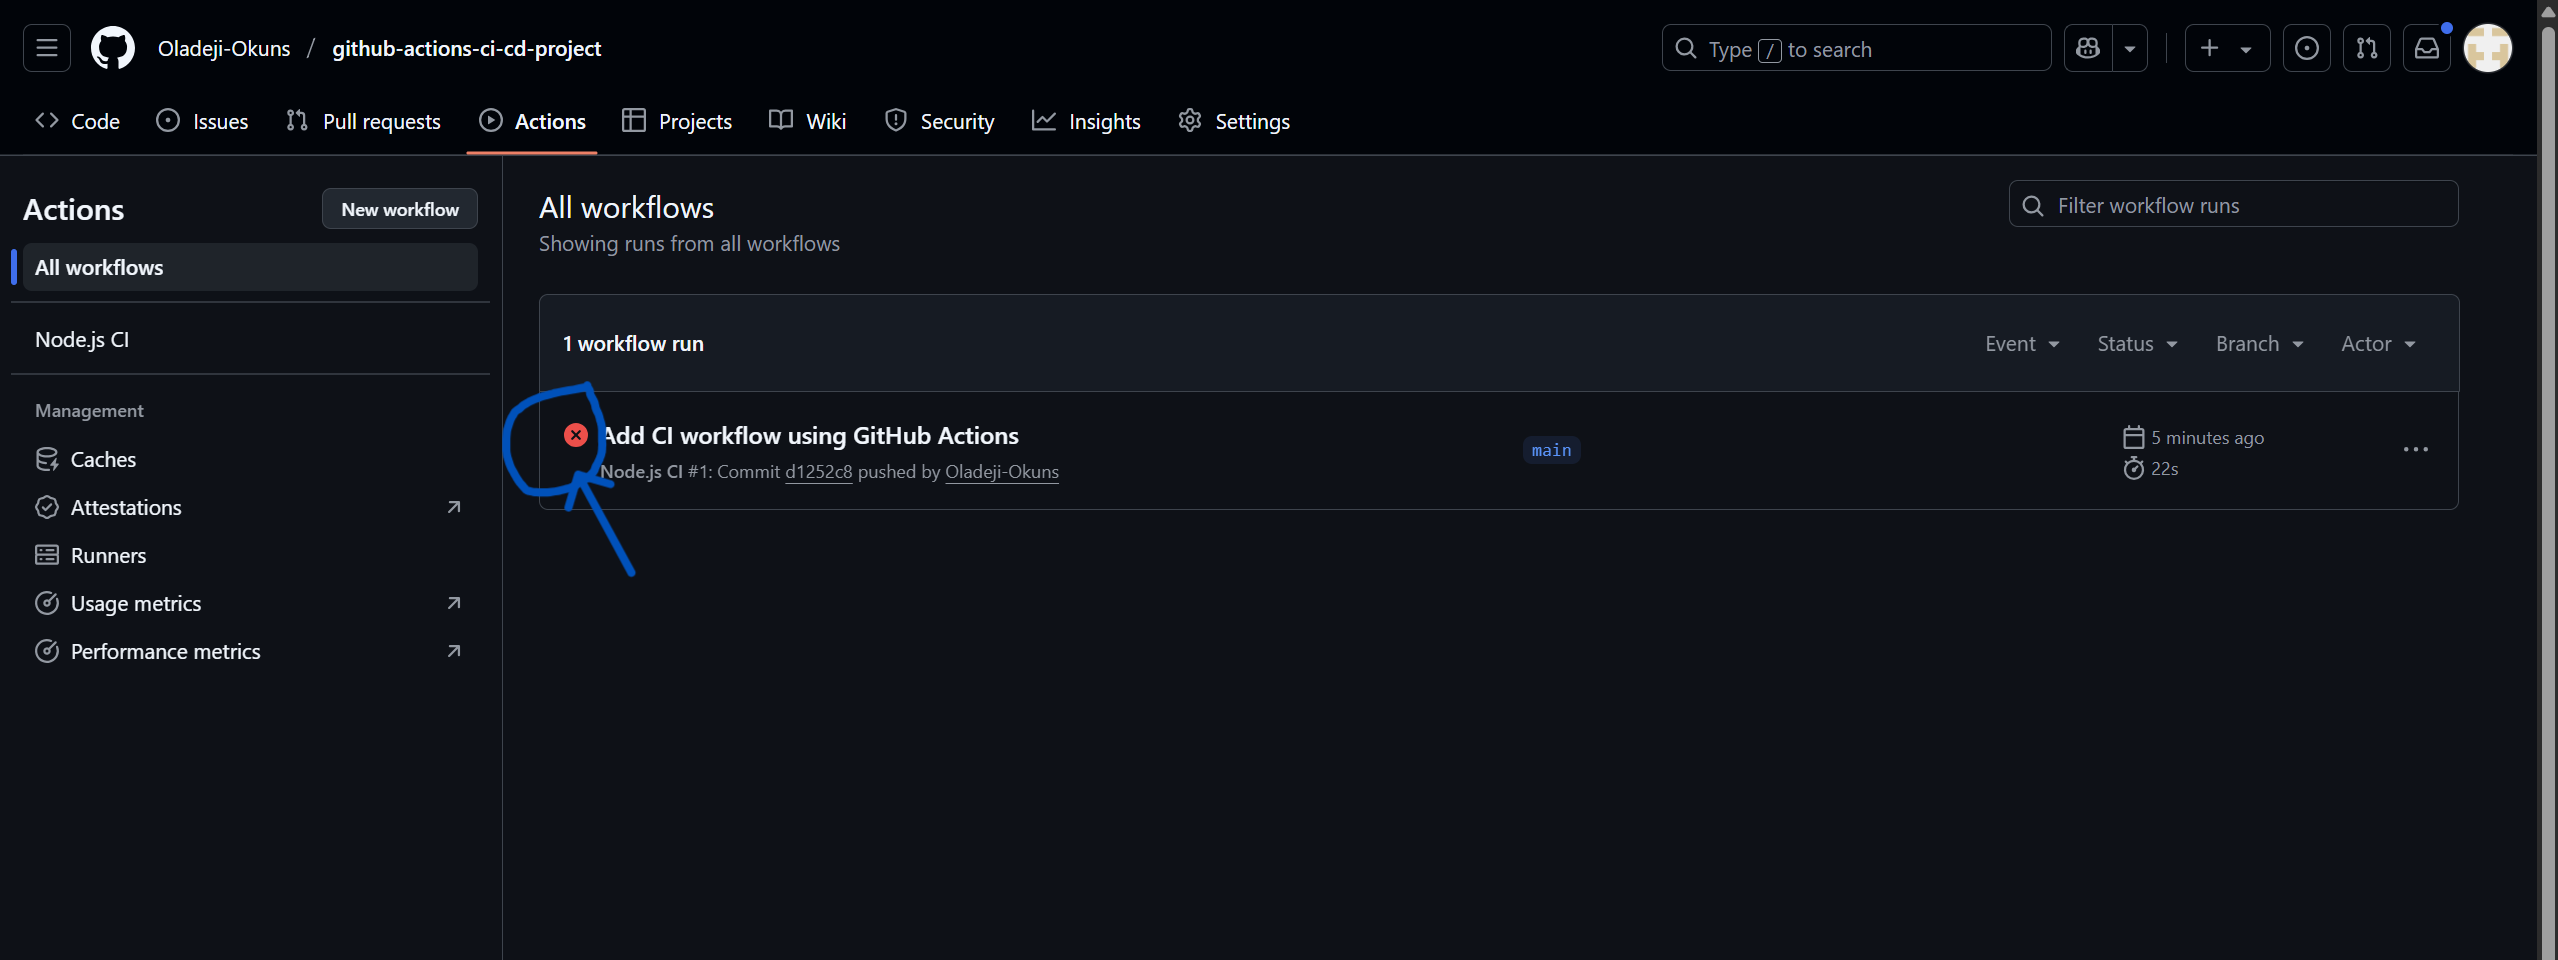 Oladeji-Okuns / github-actions-ci-cd-project
Type / to search
Code Issues Pull requests Actions Projects Wiki Security Insights Settings
Actions
New workflow
All workflows
Node.js CI
Management
Caches
Attestations
Runners
Usage metrics
Performance metrics
All workflows
Showing runs from all workflows
Filter workflow runs
1 workflow run
Event Status Branch Actor
Add CI workflow using GitHub Actions
Node.js CI #1: Commit d1252c8 pushed by Oladeji-Okuns
main
5 minutes ago
22s